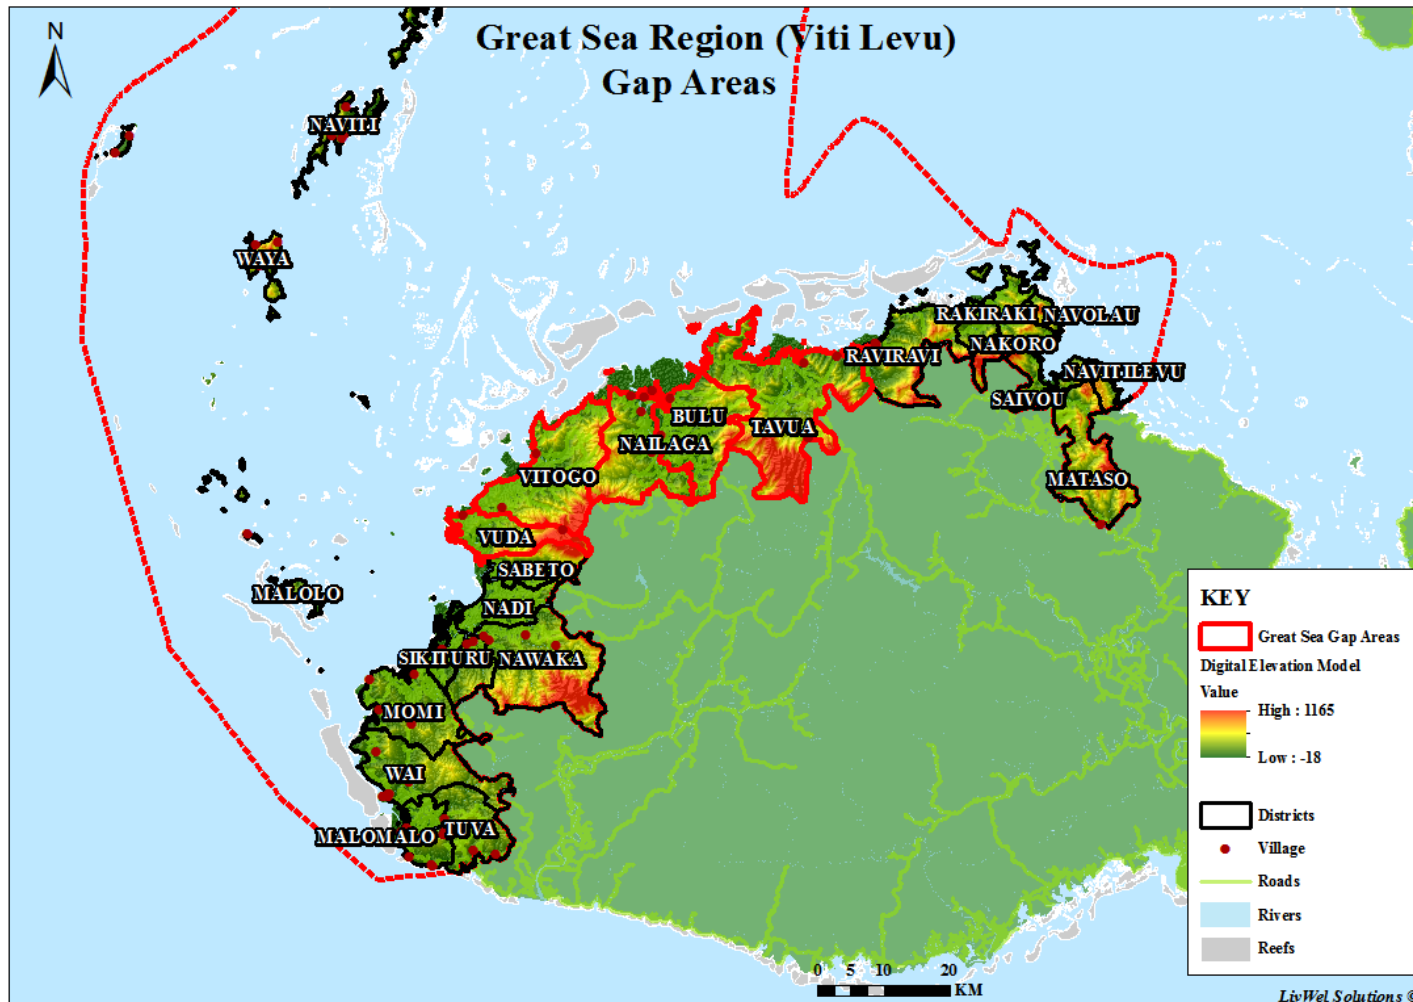 N
Great Sea Region (Viti Levu)
Gap Areas
NAVITI
WAYA
RAKIRAKI
NAVOLAU
NAKORO
RAVIRAVI
NAVITILEVU
SAIVOU
BULU
TAVUA
NAILAGA
VITOGO
MATASO
VUDA
SABETO
MALOLO
NADI
SIKITURU
NAWAKA
MOMI
WAI
MALOMALO
TUVA
KEY
Great Sea Gap Areas
Digital Elevation Model
Value
High : 1165
Low : -18
Districts
Village
Roads
Rivers
Reefs
0 5 10 20
KM
LivWel Solutions ©